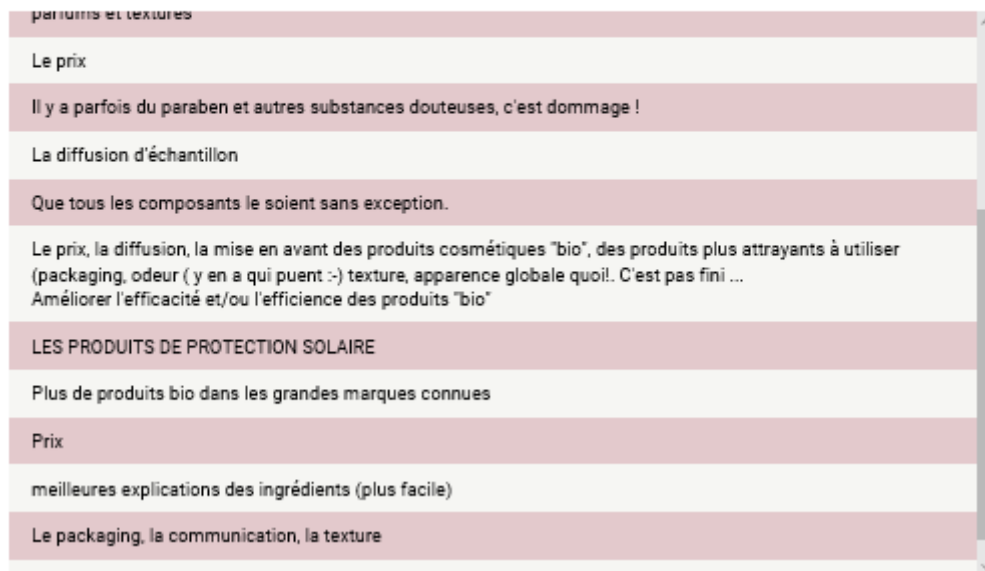 parfums et textures
Le prix
Il y a parfois du paraben et autres substances douteuses, c'est dommage !
La diffusion d'échantillon
Que tous les composants le soient sans exception.
Le prix, la diffusion, la mise en avant des produits cosmétiques "bio", des produits plus attrayants à utiliser
(packaging, odeur ( y en a qui puent :-) texture, apparence globale quoi!. C'est pas fini ...
Améliorer l'efficacité et/ou l'efficience des produits "bio"
LES PRODUITS DE PROTECTION SOLAIRE
Plus de produits bio dans les grandes marques connues
Prix
meilleures explications des ingrédients (plus facile)
Le packaging, la communication, la texture